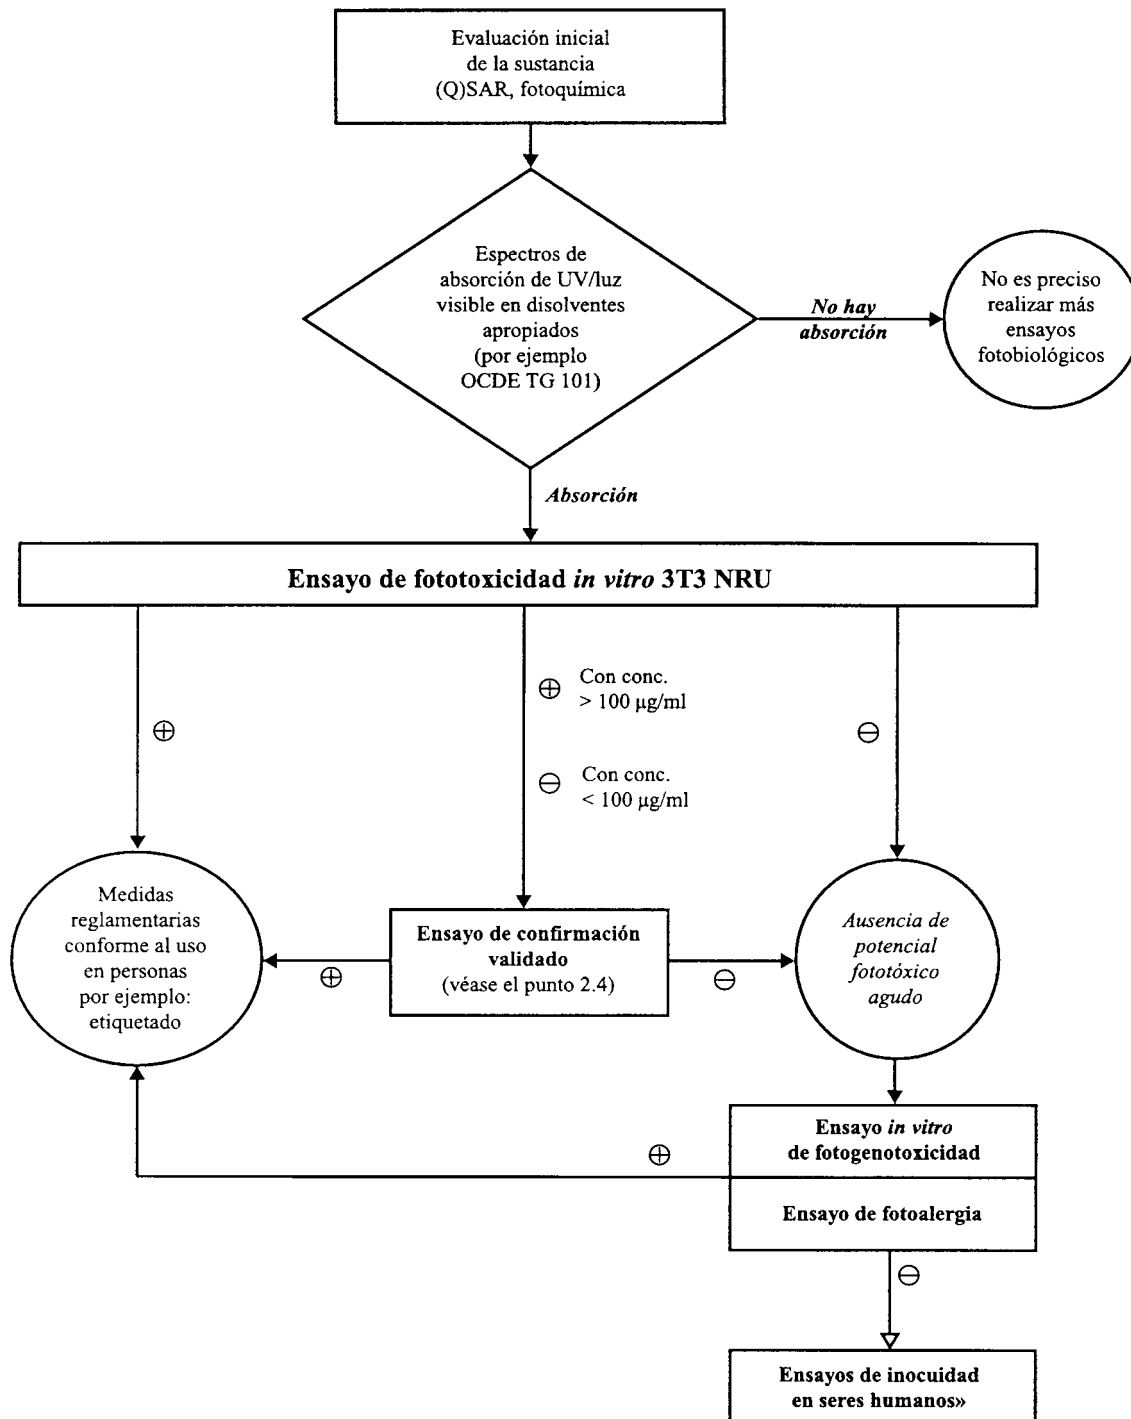 Evaluación inicial
de la sustancia
(Q)SAR, fotoquímica
Espectros de
absorción de UV/luz
visible en disolventes
apropiados
(por ejemplo
OCDE TG 101)
No hay
absorción
No es preciso
realizar más
ensayos
fotobiológicos
Absorción
Ensayo de fototoxicidad in vitro 3T3 NRU
⊕
⊕ Con conc.
> 100 µg/ml
⊖ Con conc.
< 100 µg/ml
⊖
Medidas
reglamentarias
conforme al uso
en personas
por ejemplo:
etiquetado
⊕
Ensayo de confirmación
validado
(véase el punto 2.4)
⊖
Ausencia de
potencial
fototóxico
agudo
⊕
Ensayo in vitro
de fotogenotoxicidad
Ensayo de fotoalergia
⊖
Ensayos de inocuidad
en seres humanos»